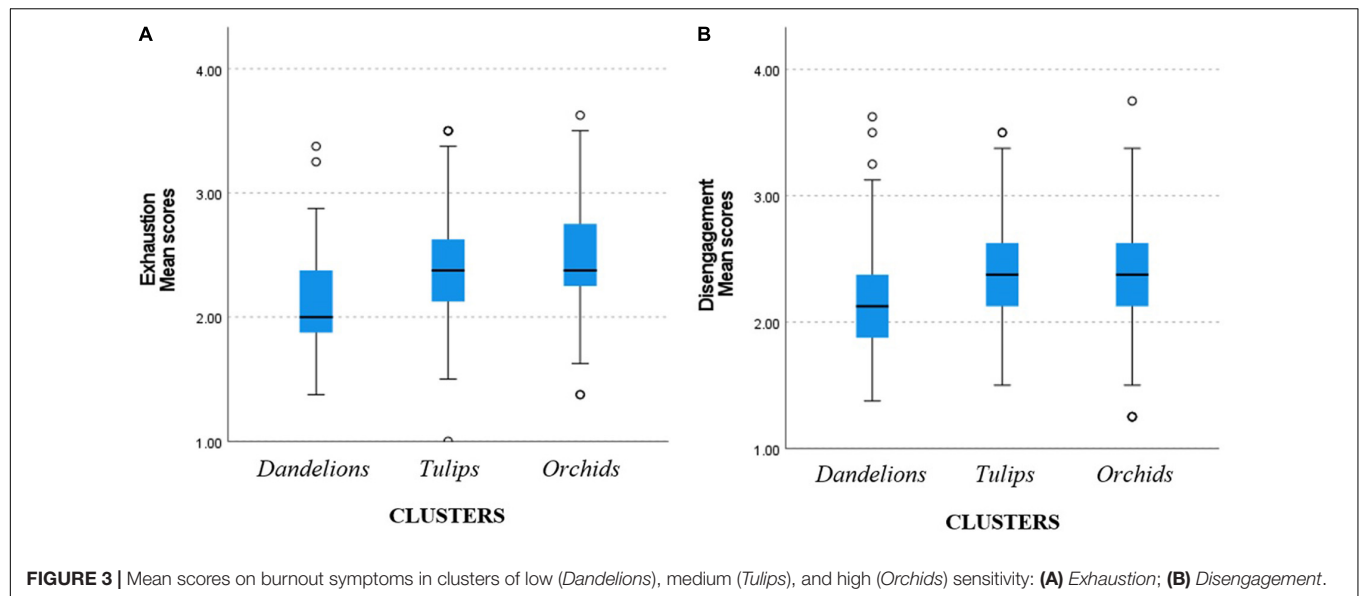 A
4.00
3.00
2.00
1.00
Exhaustion
Mean scores
Dandelions Tulips Orchids
CLUSTERS
B
4.00
3.00
2.00
1.00
Disengagement
Mean scores
Dandelions Tulips Orchids
CLUSTERS
FIGURE 3 | Mean scores on burnout symptoms in clusters of low (Dandelions), medium (Tulips), and high (Orchids) sensitivity: (A) Exhaustion; (B) Disengagement.